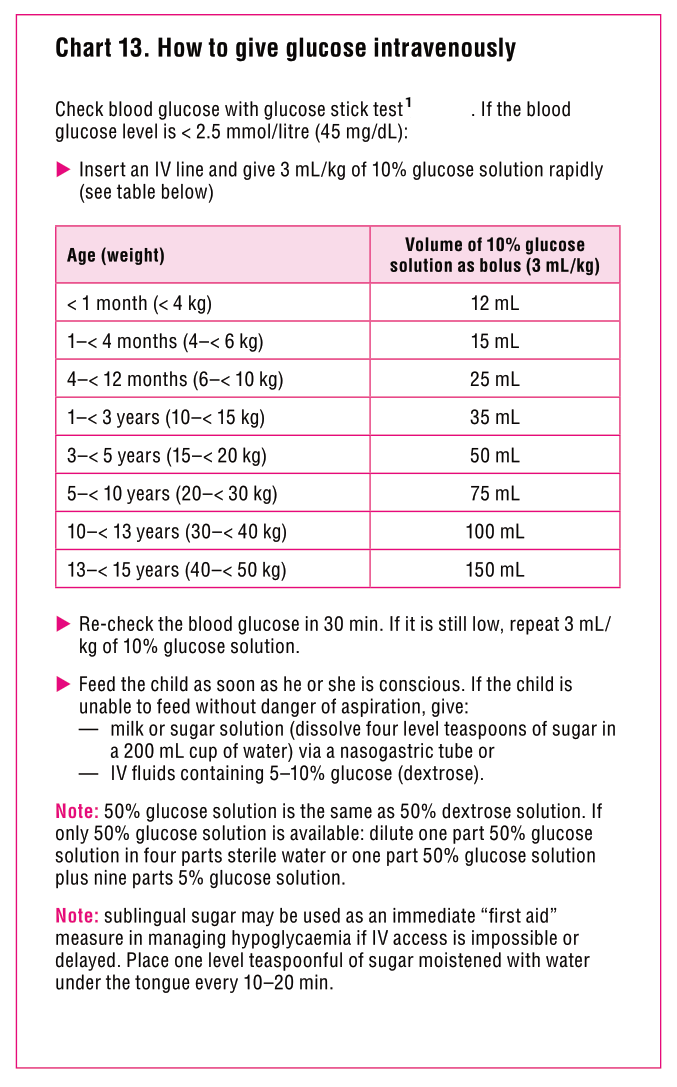 Chart 13. How to give glucose intravenously
Check blood glucose with glucose stick test1 . If the blood
glucose level is < 2.5 mmol/litre (45 mg/dL):
▶ Insert an IV line and give 3 mL/kg of 10% glucose solution rapidly
(see table below)
Age (weight) Volume of 10% glucose
solution as bolus (3 mL/kg)
< 1 month (< 4 kg) 12 mL
1–< 4 months (4–< 6 kg) 15 mL
4–< 12 months (6–< 10 kg) 25 mL
1–< 3 years (10–< 15 kg) 35 mL
3–< 5 years (15–< 20 kg) 50 mL
5–< 10 years (20–< 30 kg) 75 mL
10–< 13 years (30–< 40 kg) 100 mL
13–< 15 years (40–< 50 kg) 150 mL
▶ Re-check the blood glucose in 30 min. If it is still low, repeat 3 mL/
kg of 10% glucose solution.
▶ Feed the child as soon as he or she is conscious. If the child is
unable to feed without danger of aspiration, give:
— milk or sugar solution (dissolve four level teaspoons of sugar in
a 200 mL cup of water) via a nasogastric tube or
— IV fluids containing 5–10% glucose (dextrose).
Note: 50% glucose solution is the same as 50% dextrose solution. If
only 50% glucose solution is available: dilute one part 50% glucose
solution in four parts sterile water or one part 50% glucose solution
plus nine parts 5% glucose solution.
Note: sublingual sugar may be used as an immediate “first aid”
measure in managing hypoglycaemia if IV access is impossible or
delayed. Place one level teaspoonful of sugar moistened with water
under the tongue every 10–20 min.